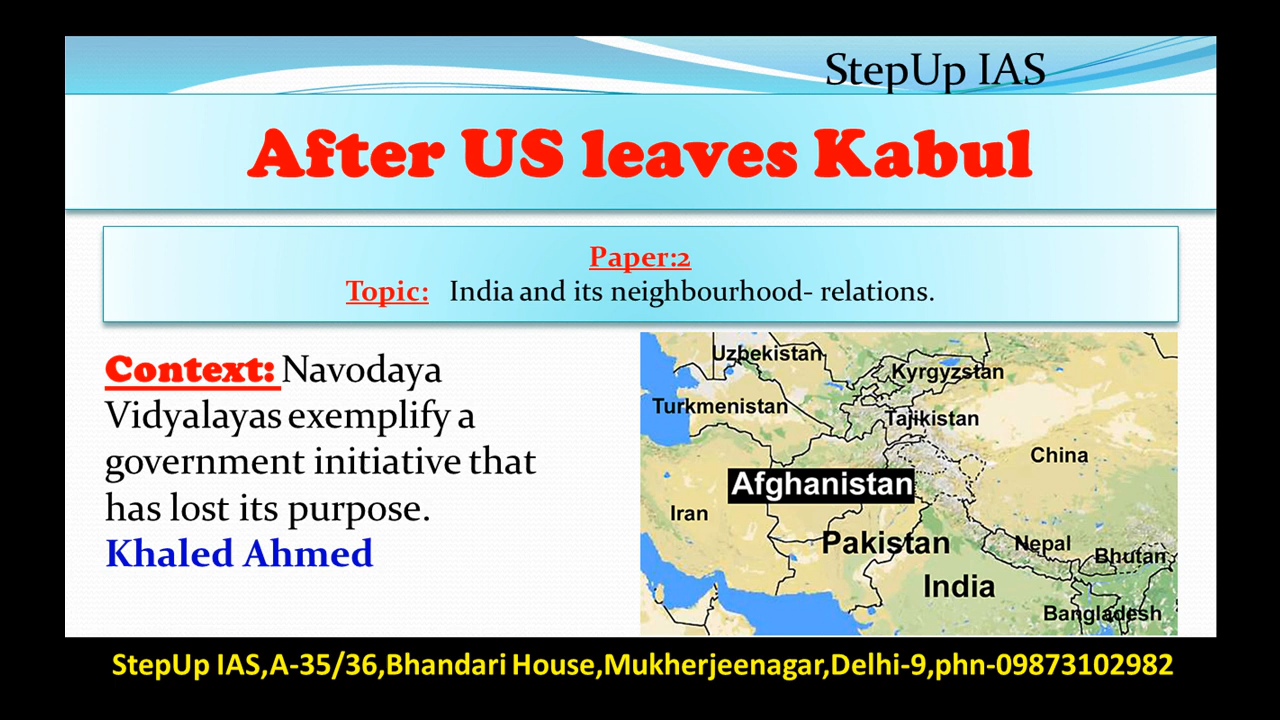 StepUp IAS
After US leaves Kabul
Paper:2
Topic: India and its neighbourhood- relations.
Context: Navodaya
Vidyalayas exemplify a
government initiative that
has lost its purpose.
Khaled Ahmed
Uzbekistan
Kyrgyzstan
Turkmenistan
Tajikistan
China
Afghanistan
Iran
Pakistan
Nepal
Bhutan
India
Bangladesh
StepUp IAS,A-35/36,Bhandari House,Mukherjeenagar,Delhi-9,phn-09873102982